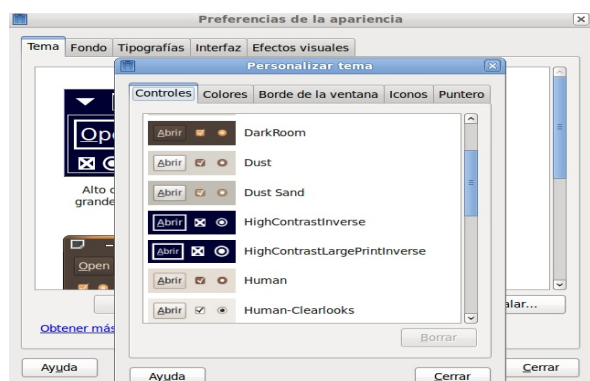 Preferencias de la apariencia
Tema Fondo Tipografías Interfaz Efectos visuales
Personalizar tema
Controles Colores Borde de la ventana Iconos Puntero
Abrir DarkRoom
Abrir Dust
Abrir Dust Sand
Abrir HighContrastInverse
Abrir HighContrastLargePrintInverse
Abrir Human
Abrir Human-Clearlooks
Borrar
Ayuda Cerrar
Op
Alto
grande
Open
alar...
Obtener más
Ayuda Cerrar